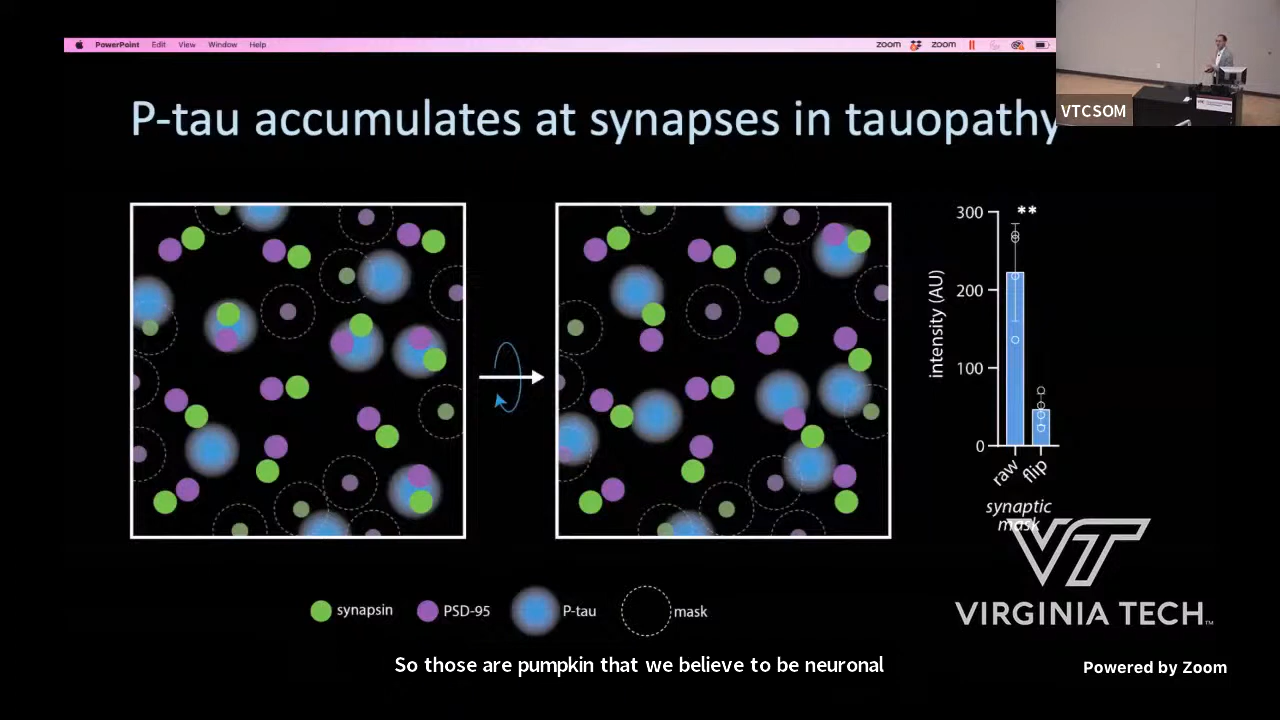 PowerPoint Edit View Window Help
zoom zoom
VTCSOM
P-tau accumulates at synapses in tauopathy
300
**
200
100
0
intensity (AU)
raw
flip
synaptic
mask
synapsin
PSD-95
P-tau
mask
VT
VIRGINIA TECH™
So those are pumpkin that we believe to be neuronal
Powered by Zoom